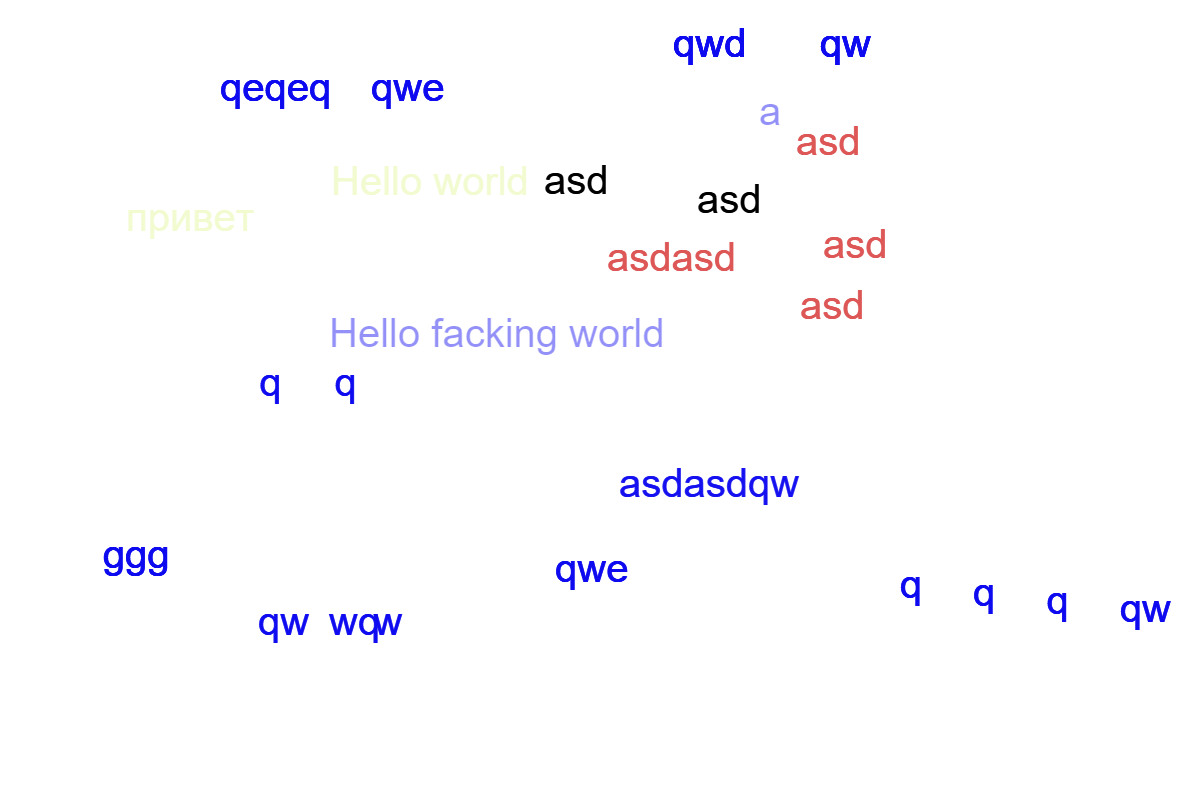 qwd qw
qeqeq qwe
a
asd
Hello world asd
asd
привет
asd
asdasd
asd
Hello facking world
q q
asdasdqw
ggg
qwe
q q q qw
qw wqw